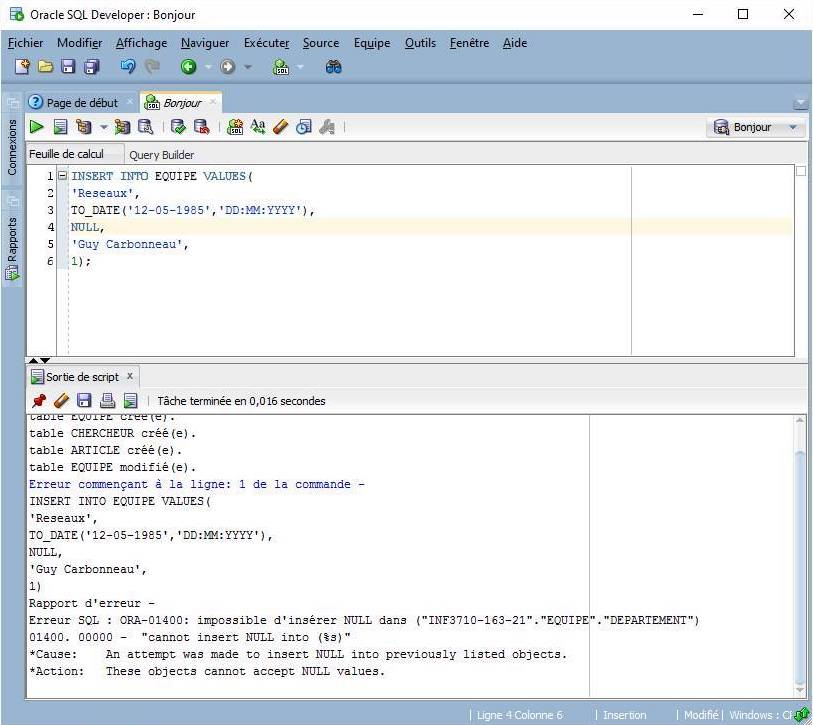 Oracle SQL Developer : Bonjour
Fichier Modifier Affichage Naviguer Exécuter Source Equipe Outils Fenêtre Aide
Page de début
Bonjour
Connexions
Rapports
Bonjour
Feuille de calcul Query Builder
1 INSERT INTO EQUIPE VALUES(
2 'Reseaux',
3 TO_DATE('12-05-1985','DD:MM:YYYY'),
4 NULL,
5 'Guy Carbonneau',
6 1);
Sortie de script x
Tâche terminée en 0,016 secondes
table EQUIPE créé(e).
table CHERCHEUR créé(e).
table ARTICLE créé(e).
table EQUIPE modifié(e).
Erreur commençant à la ligne: 1 de la commande -
INSERT INTO EQUIPE VALUES(
'Reseaux',
TO_DATE('12-05-1985','DD:MM:YYYY'),
NULL,
'Guy Carbonneau',
1)
Rapport d'erreur -
Erreur SQL : ORA-01400: impossible d'insérer NULL dans ("INF3710-163-21"."EQUIPE"."DEPARTEMENT")
01400. 00000 - "cannot insert NULL into (%s)"
*Cause: An attempt was made to insert NULL into previously listed objects.
*Action: These objects cannot accept NULL values.
Ligne 4 Colonne 6 | Insertion | Modifié | Windows :